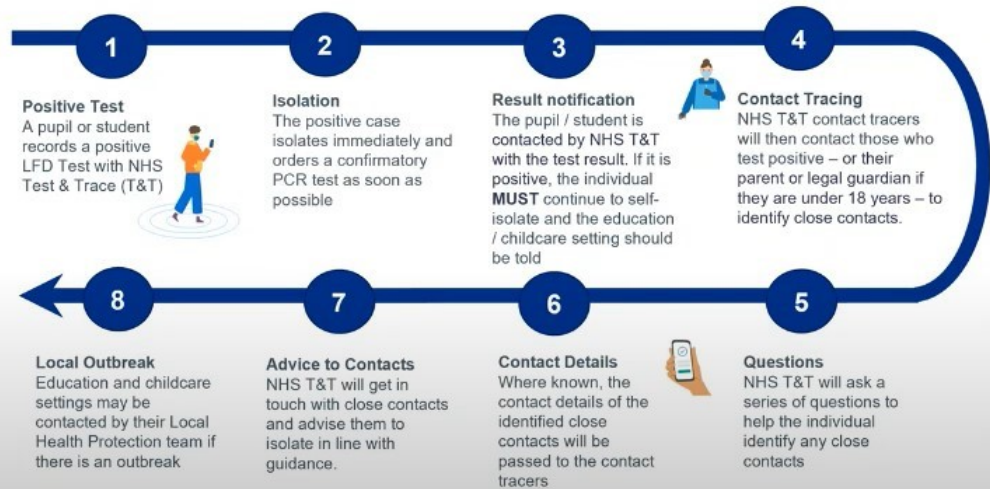 1
2
3
4
Positive Test
A pupil or student
records a positive
LFD Test with NHS
Test & Trace (T&T)
Isolation
The positive case
isolates immediately and
orders a confirmatory
PCR test as soon as
possible
Result notification
The pupil / student is
contacted by NHS T&T
with the test result. If it is
positive, the individual
MUST continue to self-
isolate and the education
/ childcare setting should
be told
Contact Tracing
NHS T&T contact tracers
will then contact those who
test positive – or their
parent or legal guardian if
they are under 18 years – to
identify close contacts.
8
7
6
5
Local Outbreak
Education and childcare
settings may be
contacted by their Local
Health Protection team if
there is an outbreak
Advice to Contacts
NHS T&T will get in
touch with close contacts
and advise them to
isolate in line with
guidance.
Contact Details
Where known, the
contact details of the
identified close
contacts will be
passed to the contact
tracers
Questions
NHS T&T will ask a
series of questions to
help the individual
identify any close
contacts